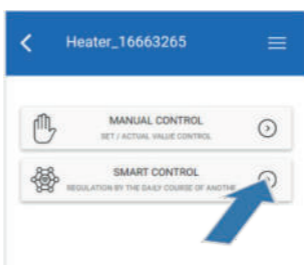 Heater_16663265
MANUAL CONTROL
SET / ACTUAL VALUE CONTROL
SMART CONTROL
REGULATION BY THE DAILY COURSE OF ANOTHE